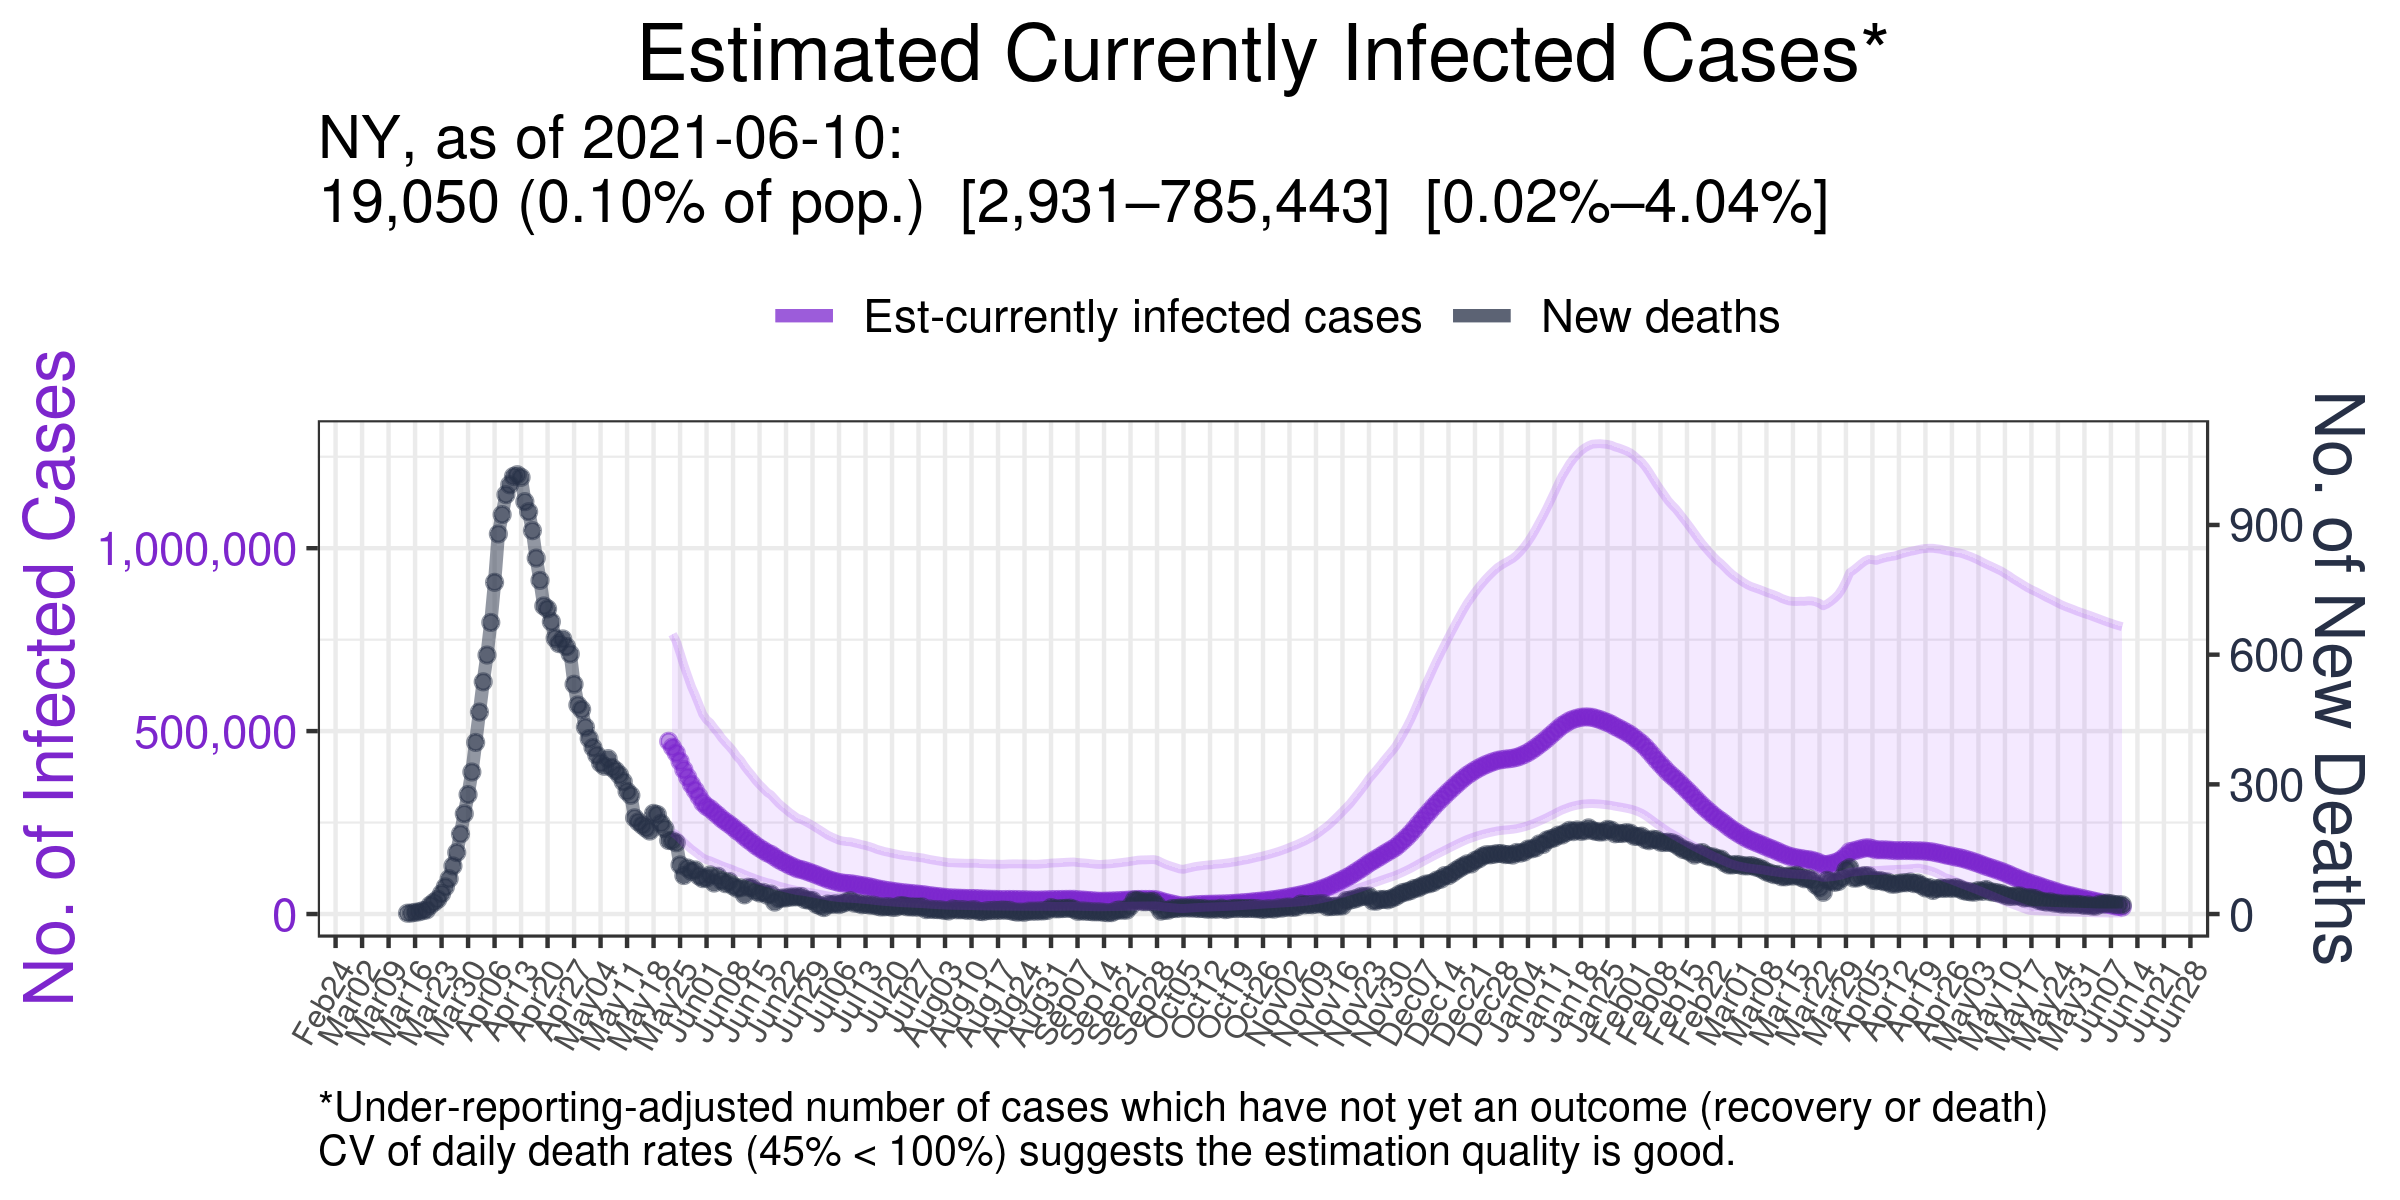 Estimated Currently Infected Cases*
NY, as of 2021-06-10:
19,050 (0.10% of pop.) [2,931–785,443] [0.02%–4.04%]
Est-currently infected cases
New deaths
No. of Infected Cases
1,000,000
500,000
0
No. of New Deaths
900
600
300
0
Feb24
Mar02
Mar09
Mar16
Mar23
Mar30
Apr06
Apr13
Apr20
Apr27
May04
May11
May18
May25
Jun01
Jun08
Jun15
Jun22
Jun29
Jul06
Jul13
Jul20
Jul27
Aug03
Aug10
Aug17
Aug24
Aug31
Sep07
Sep14
Sep21
Sep28
Oct05
Oct12
Oct19
Oct26
Nov02
Nov09
Nov16
Nov23
Nov30
Dec07
Dec14
Dec21
Dec28
Jan04
Jan11
Jan18
Jan25
Feb01
Feb08
Feb15
Feb22
Mar01
Mar08
Mar15
Mar22
Mar29
Apr05
Apr12
Apr19
Apr26
May03
May10
May17
May24
May31
Jun07
Jun14
Jun21
Jun28
*Under-reporting-adjusted number of cases which have not yet an outcome (recovery or death)
CV of daily death rates (45% < 100%) suggests the estimation quality is good.